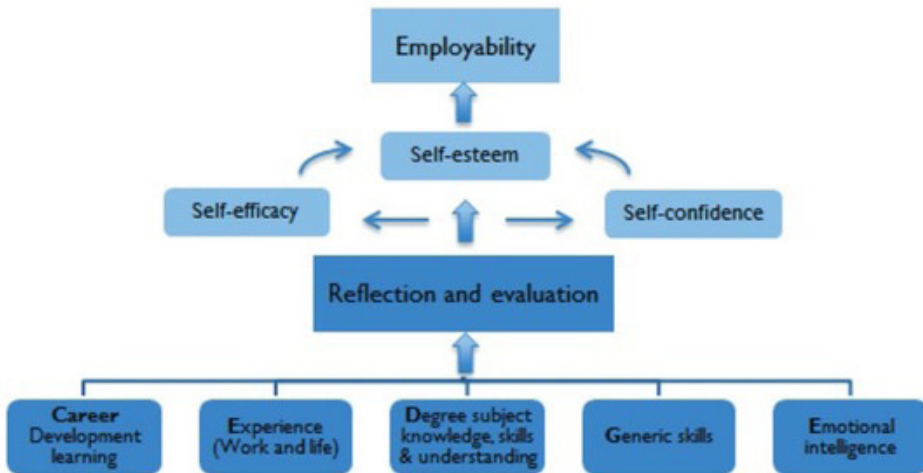 Employability
Self-esteem
Self-efficacy
Self-confidence
Reflection and evaluation
Career
Development
learning
Experience
(Work and life)
Degree subject
knowledge, skills
& understanding
Generic skills
Emotional
intelligence